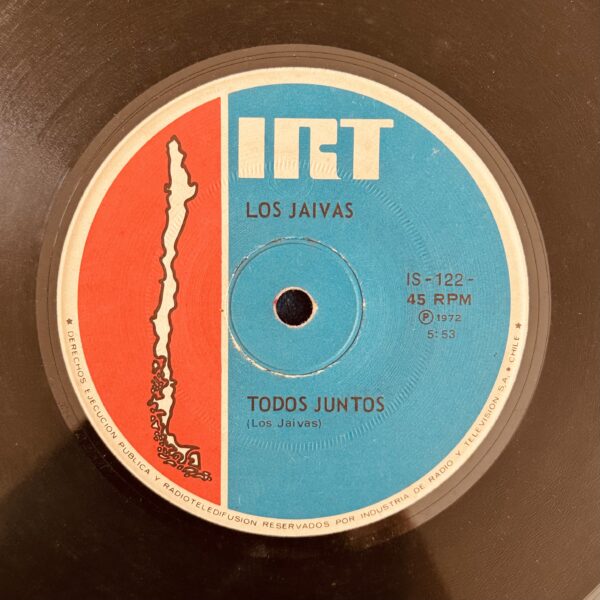 IRT
LOS JAIVAS
IS-122-
45 RPM
Ⓟ 1972
5:53
TODOS JUNTOS
(Los Jaivas)
★ DERECHOS EJECUCION PUBLICA Y RADIOTELEDIFUSION RESERVADOS POR INDUSTRIA DE RADIO Y TELEVISION S.A. ★ CHILE ★